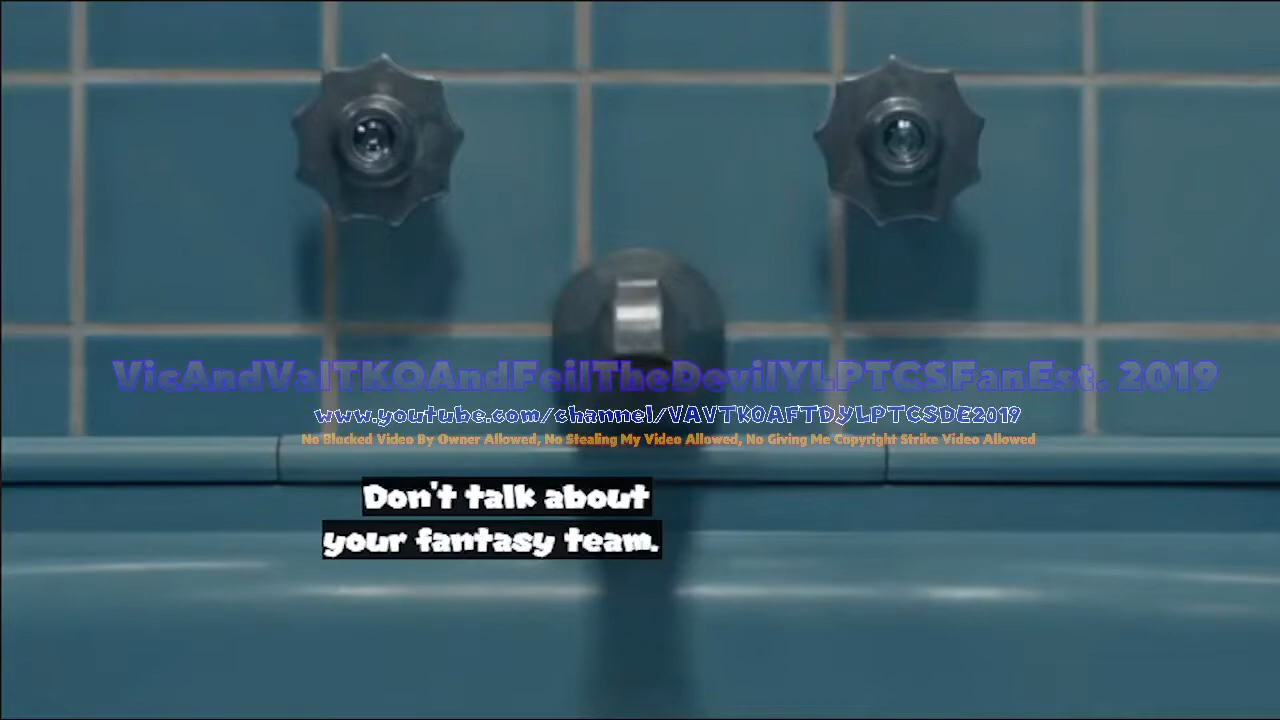 VicAndValTKOAndFeilTheDevilYLPTCSFanEst. 2019
www.youtube.com/channel/VAVTKOAFTDYLPTCSDE2019
No Blocked Video By Owner Allowed, No Stealing My Video Allowed, No Giving Me Copyright Strike Video Allowed
Don't talk about
your fantasy team.